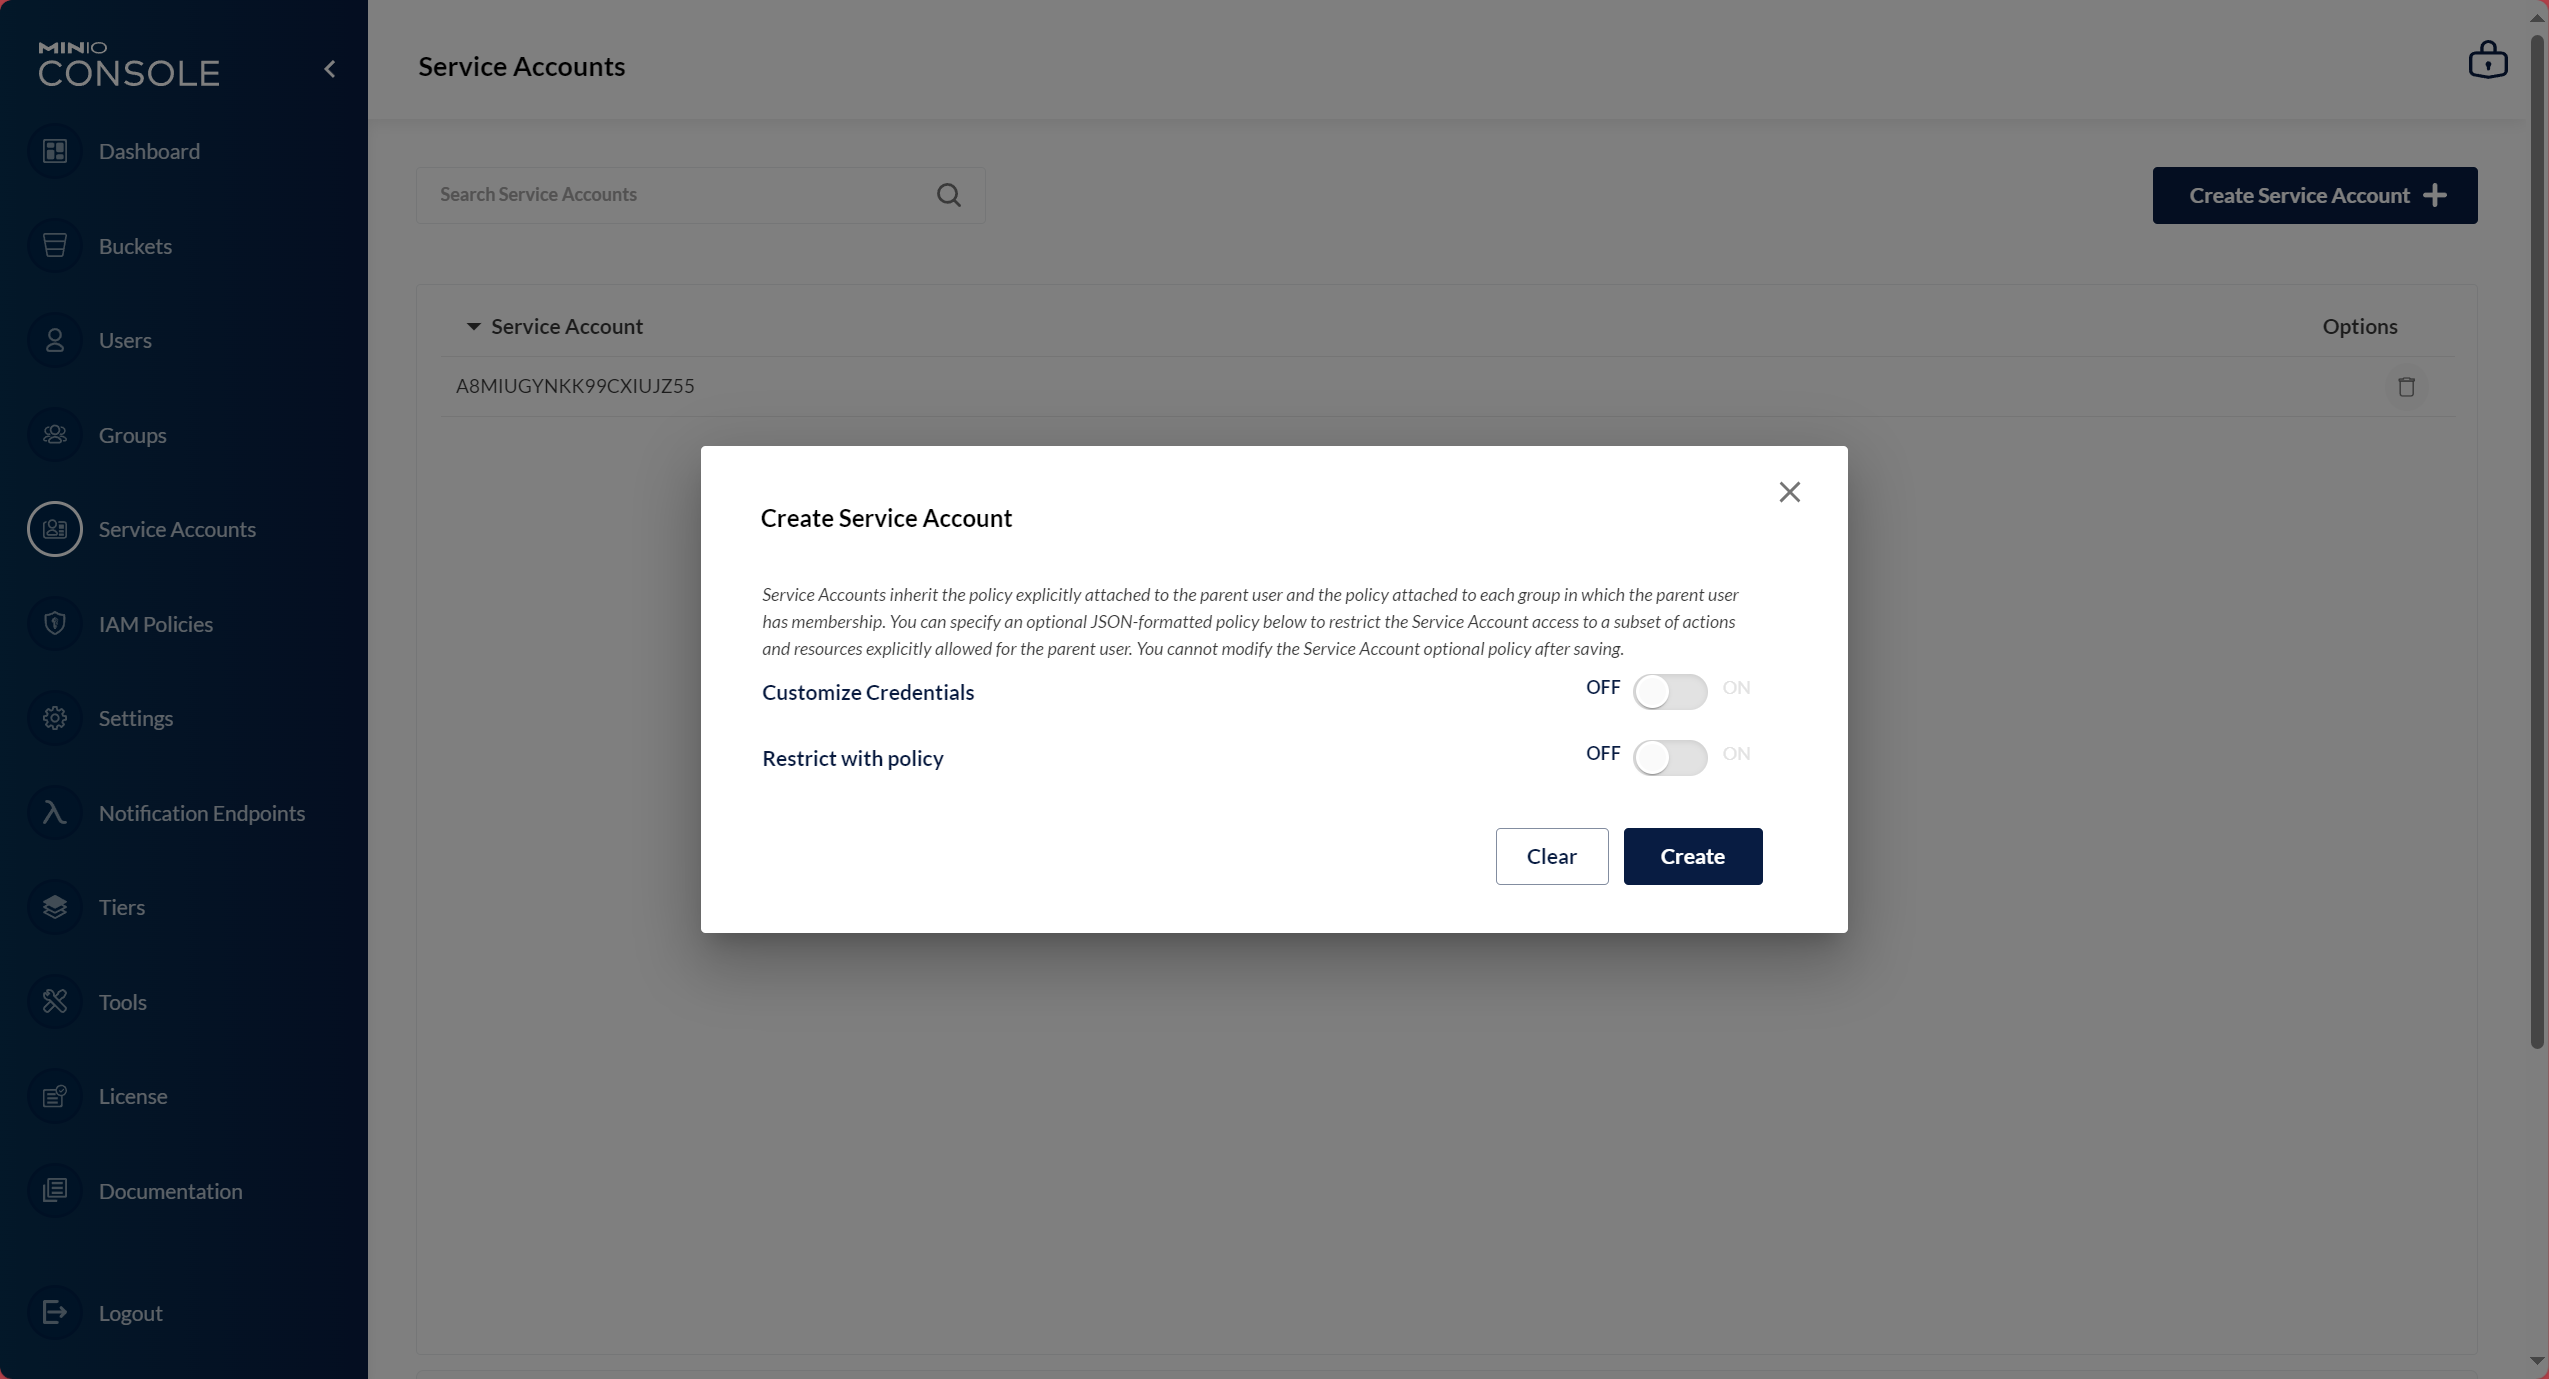 MINIO
CONSOLE
Dashboard
Buckets
Users
Groups
Service Accounts
IAM Policies
Settings
Notification Endpoints
Tiers
Tools
License
Documentation
Logout
Service Accounts
Search Service Accounts
Create Service Account
Service Account
Options
A8MIUGYNKK99CXIUJZ55
Create Service Account
Service Accounts inherit the policy explicitly attached to the parent user and the policy attached to each group in which the parent user
has membership. You can specify an optional JSON-formatted policy below to restrict the Service Account access to a subset of actions
and resources explicitly allowed for the parent user. You cannot modify the Service Account optional policy after saving.
Customize Credentials OFF ON
Restrict with policy OFF ON
Clear Create